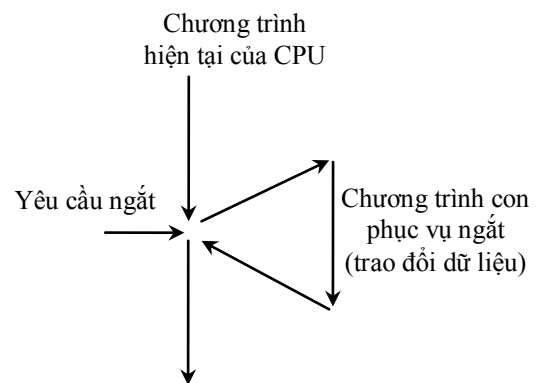 Chương trình
hiện tại của CPU
Yêu cầu ngắt
Chương trình con
phục vụ ngắt
(trao đổi dữ liệu)